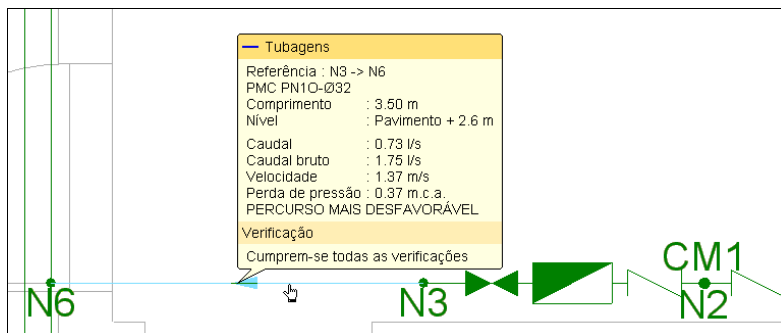 Tubagens
Referência : N3 -> N6
PMC PN1O-Ø32
Comprimento : 3.50 m
Nível : Pavimento + 2.6 m
Caudal : 0.73 l/s
Caudal bruto : 1.75 l/s
Velocidade : 1.37 m/s
Perda de pressão : 0.37 m.c.a.
PERCURSO MAIS DESFAVORÁVEL
Verificação
Cumprem-se todas as verificações
CM1
N6
N3
N2